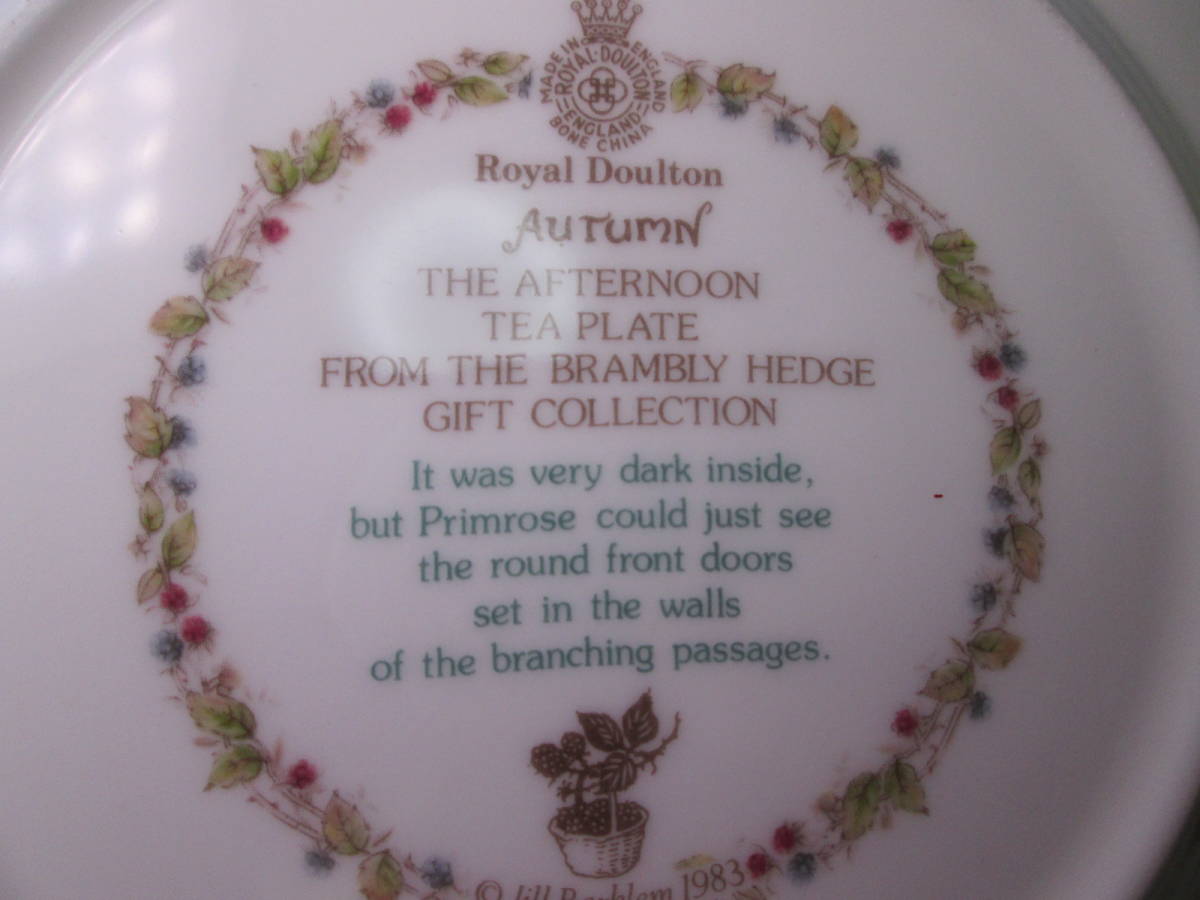 MADE IN ENGLAND
ROYAL·DOULTON
ENGLAND
BONE CHINA
Royal Doulton
AUTUMN
THE AFTERNOON
TEA PLATE
FROM THE BRAMBLY HEDGE
GIFT COLLECTION
It was very dark inside,
but Primrose could just see
the round front doors
set in the walls
of the branching passages.
© Jill Barklem 1983